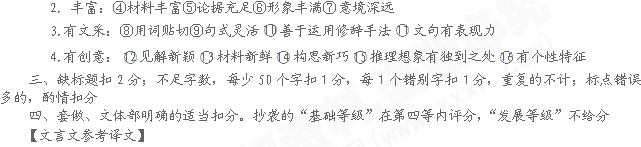 2. 丰富：④材料丰富⑤论据充足⑥形象丰满⑦意境深远
3.有文采：⑧用词贴切⑨句式灵活⑩善于运用修辞手法⑪文句有表现力
4.有创意：⑫见解新颖⑬材料新鲜⑭构思新巧⑮推理想象有独到之处⑯有个性特征
三、缺标题扣2分；不足字数，每少50个字扣1分，每1个错别字扣1分，重复的不计；标点错误
多的，酌情扣分
四、套做、文体部明确的适当扣分。抄袭的“基础等级”在第四等内评分，“发展等级”不给分
【文言文参考译文】